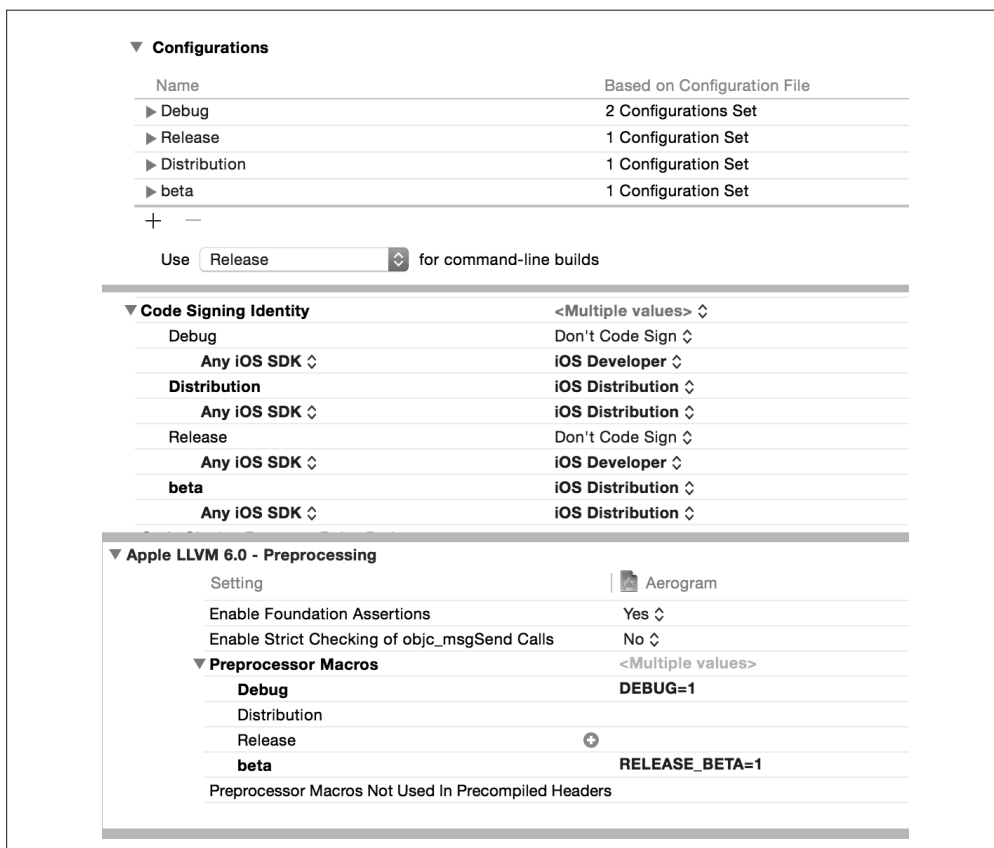 Configurations
Name Based on Configuration File
Debug 2 Configurations Set
Release 1 Configuration Set
Distribution 1 Configuration Set
beta 1 Configuration Set
Use Release for command-line builds
Code Signing Identity <Multiple values>
Debug Don't Code Sign
Any iOS SDK iOS Developer
Distribution iOS Distribution
Any iOS SDK iOS Distribution
Release Don't Code Sign
Any iOS SDK iOS Developer
beta iOS Distribution
Any iOS SDK iOS Distribution
Apple LLVM 6.0 - Preprocessing
Setting Aerogram
Enable Foundation Assertions Yes
Enable Strict Checking of objc_msgSend Calls No
Preprocessor Macros <Multiple values>
Debug DEBUG=1
Distribution
Release
beta RELEASE_BETA=1
Preprocessor Macros Not Used In Precompiled Headers